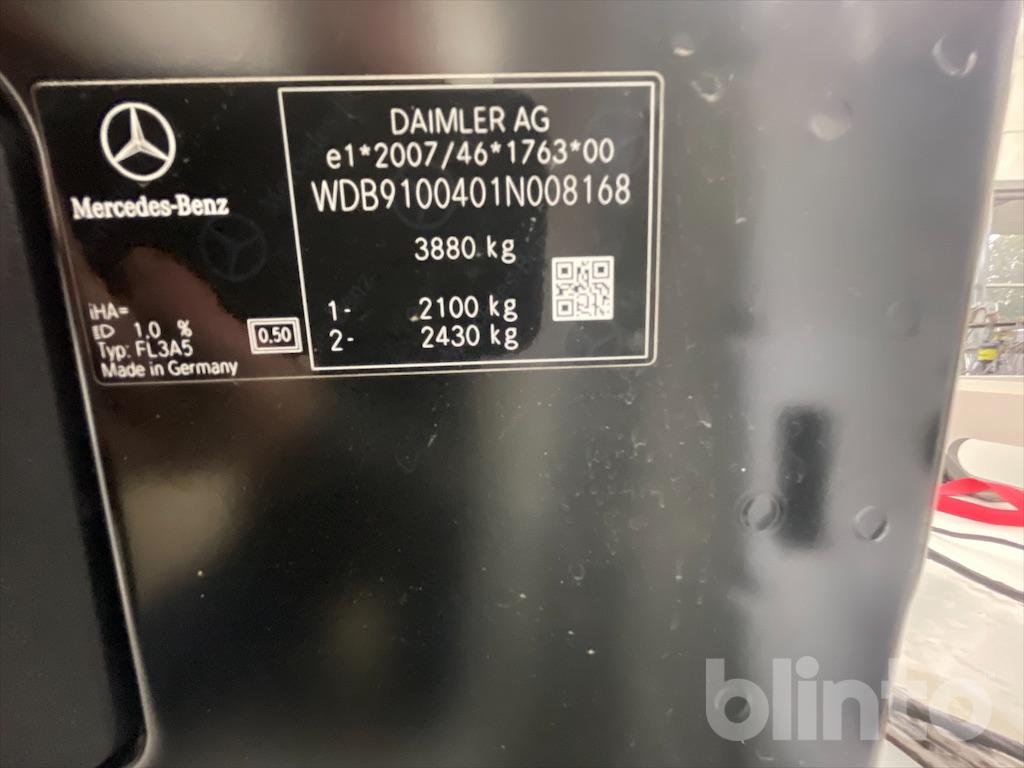 Mercedes-Benz
iHA=
ED 1.0 %
Typ: FL3A5
Made in Germany
0.50
DAIMLER AG
e1*2007/46*1763*00
WDB9100401N008168
3880 kg
1- 2100 kg
2- 2430 kg
blinto